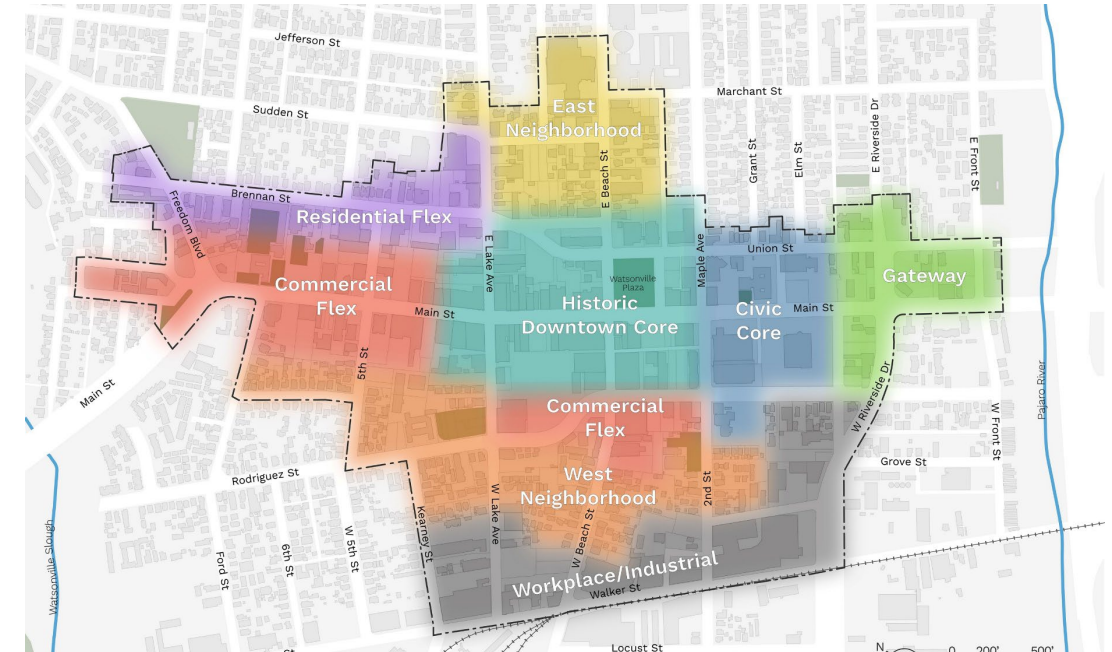 Jefferson St
Sudden St
Marchant St
East
Neighborhood
E Beach St
Grant St
Elm St
E Riverside Dr
E Front St
Brennan St
Freedom Blvd
Residential Flex
E Lake Ave
Maple Ave
Union St
Watsonville
Plaza
Gateway
Commercial
Flex
Main St
Historic
Downtown Core
Civic
Core
Main St
5th St
Main St
Pajaro River
W Riverside Dr
Commercial
Flex
W Front St
West
Neighborhood
Rodriguez St
2nd St
Grove St
Kearney St
W Lake Ave
W Beach St
W 5th St
6th St
Ford St
Watsonville Slough
Workplace/Industrial
Walker St
Locust St
St
N
0 200' 500'